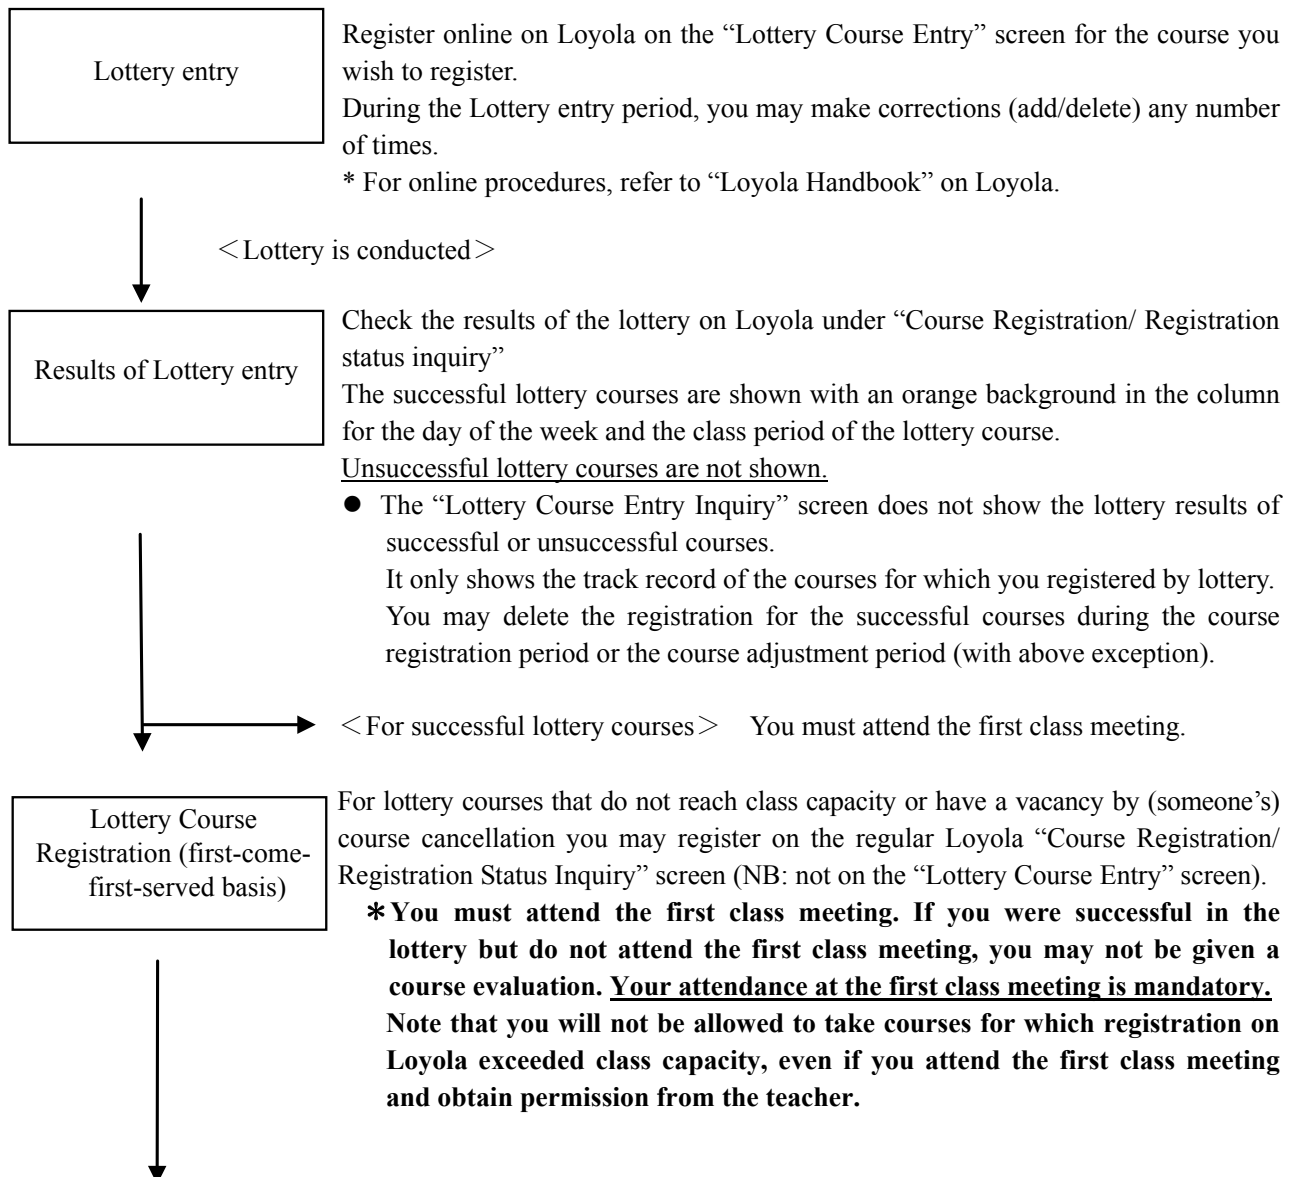 Lottery entry
Register online on Loyola on the “Lottery Course Entry” screen for the course you
wish to register.
During the Lottery entry period, you may make corrections (add/delete) any number
of times.
* For online procedures, refer to “Loyola Handbook” on Loyola.
＜Lottery is conducted＞
Results of Lottery entry
Check the results of the lottery on Loyola under “Course Registration/ Registration
status inquiry”
The successful lottery courses are shown with an orange background in the column
for the day of the week and the class period of the lottery course.
Unsuccessful lottery courses are not shown.
● The “Lottery Course Entry Inquiry” screen does not show the lottery results of
successful or unsuccessful courses.
It only shows the track record of the courses for which you registered by lottery.
You may delete the registration for the successful courses during the course
registration period or the course adjustment period (with above exception).
＜For successful lottery courses＞ You must attend the first class meeting.
Lottery Course
Registration (first-come-
first-served basis)
For lottery courses that do not reach class capacity or have a vacancy by (someone’s)
course cancellation you may register on the regular Loyola “Course Registration/
Registration Status Inquiry” screen (NB: not on the “Lottery Course Entry” screen).
＊You must attend the first class meeting. If you were successful in the
lottery but do not attend the first class meeting, you may not be given a
course evaluation. Your attendance at the first class meeting is mandatory.
Note that you will not be allowed to take courses for which registration on
Loyola exceeded class capacity, even if you attend the first class meeting
and obtain permission from the teacher.